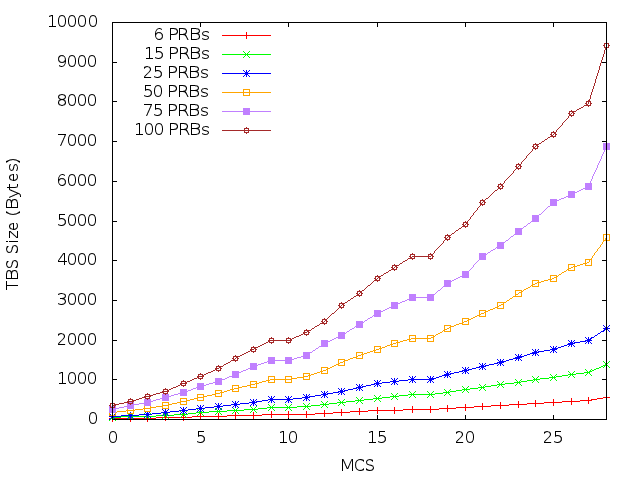 10000
9000
8000
7000
6000
5000
4000
3000
2000
1000
0
TBS Size (Bytes)
6 PRBs
15 PRBs
25 PRBs
50 PRBs
75 PRBs
100 PRBs
0 5 10 15 20 25
MCS